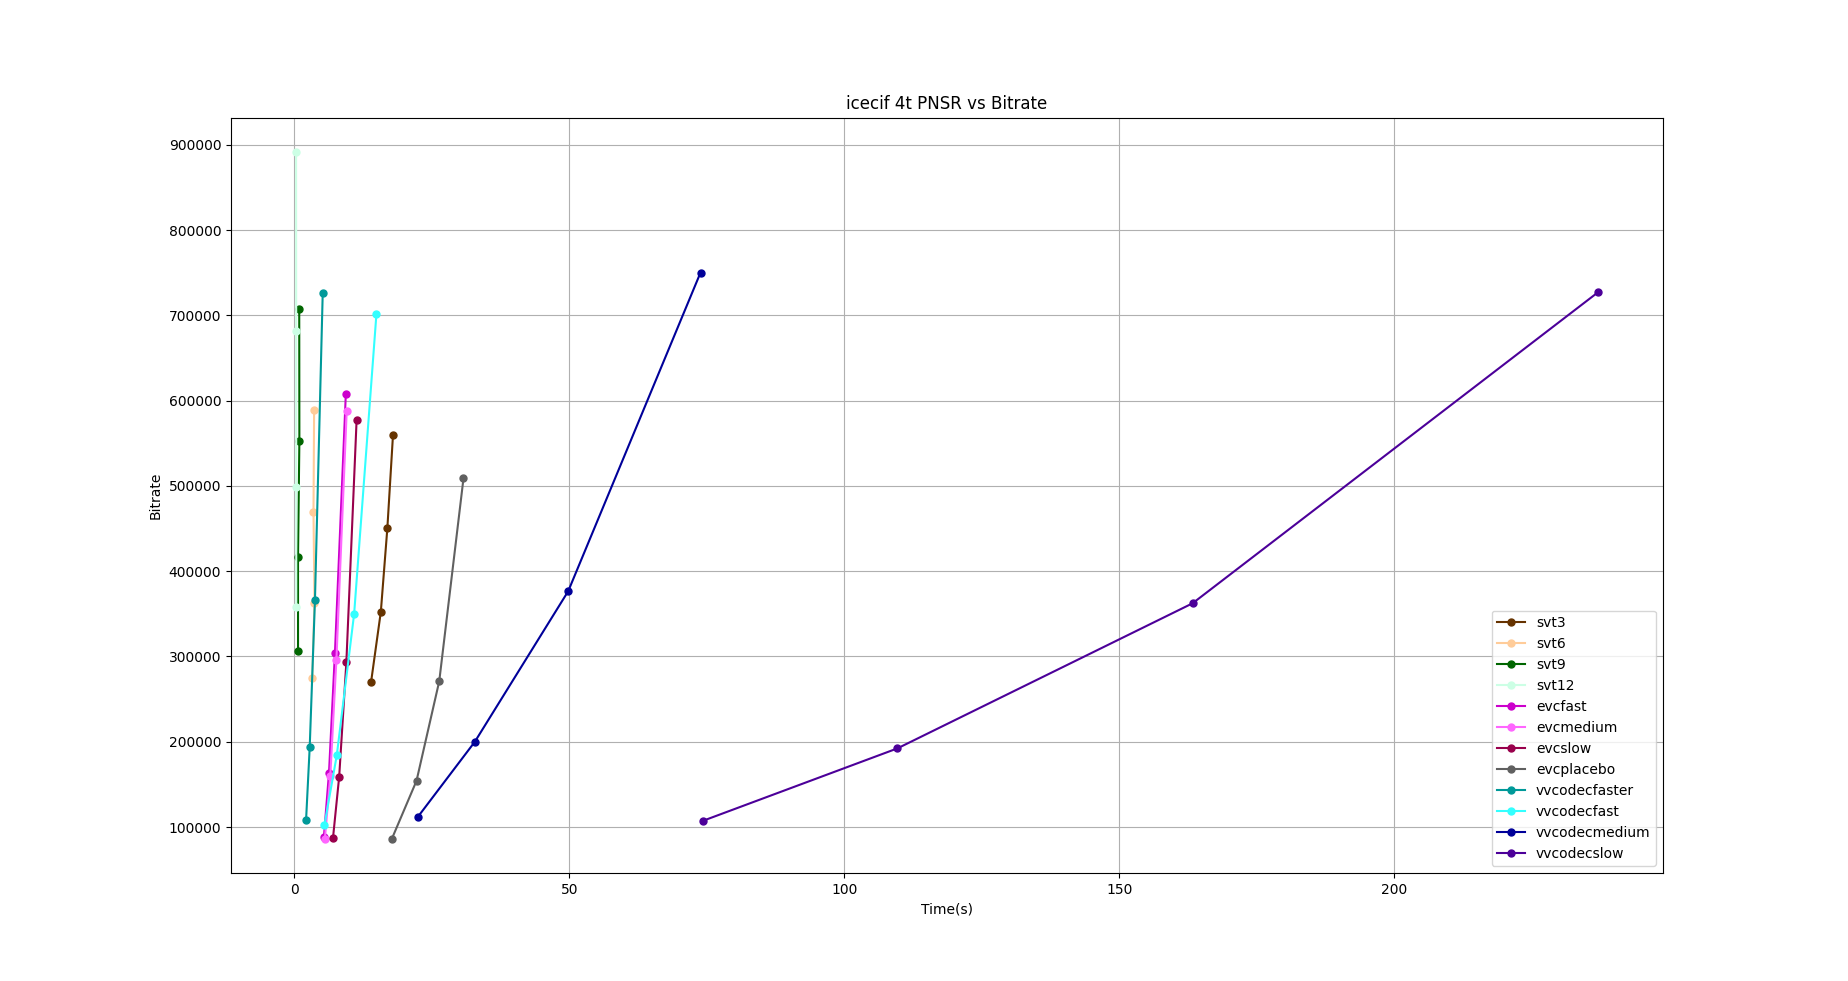 icecif 4t PNSR vs Bitrate
900000
800000
700000
600000
500000
400000
300000
200000
100000
Bitrate
0 50 100 150 200
Time(s)
svt3
svt6
svt9
svt12
evcfast
evcmedium
evcslow
evcplacebo
vvcodecfaster
vvcodecfast
vvcodecmedium
vvcodecslow